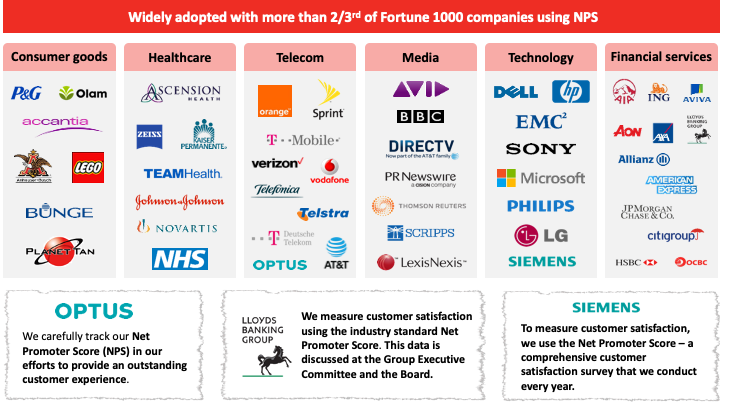 Widely adopted with more than 2/3rd of Fortune 1000 companies using NPS
Consumer goods
P&G
Olam
accantia
Anheuser-Busch
LEGO
BUNGE
PLANET TAN
Healthcare
ASCENSION
HEALTH
ZEISS
KAISER
PERMANENTE®
TEAMHealth.
Johnson & Johnson
NOVARTIS
NHS
Telecom
orange™
Sprint
T··Mobile·
verizon
vodafone
Telefónica
Telstra
··T·· Deutsche
Telekom
OPTUS
AT&T
Media
AVID
BBC
DIRECTV
Now part of the AT&T family
PR Newswire
a CISION company
THOMSON REUTERS
SCRIPPS
LexisNexis™
Technology
DELL
hp
EMC²
SONY
Microsoft
PHILIPS
LG
SIEMENS
Financial services
AIA
ING
AVIVA
AON
AXA
LLOYDS
BANKING
GROUP
Allianz
AMERICAN
EXPRESS
JPMORGAN
CHASE & CO.
citigroup
HSBC
OCBC
OPTUS
We carefully track our Net
Promoter Score (NPS) in our
efforts to provide an outstanding
customer experience.
LLOYDS
BANKING
GROUP
We measure customer satisfaction
using the industry standard Net
Promoter Score. This data is
discussed at the Group Executive
Committee and the Board.
SIEMENS
To measure customer satisfaction,
we use the Net Promoter Score – a
comprehensive customer
satisfaction survey that we conduct
every year.